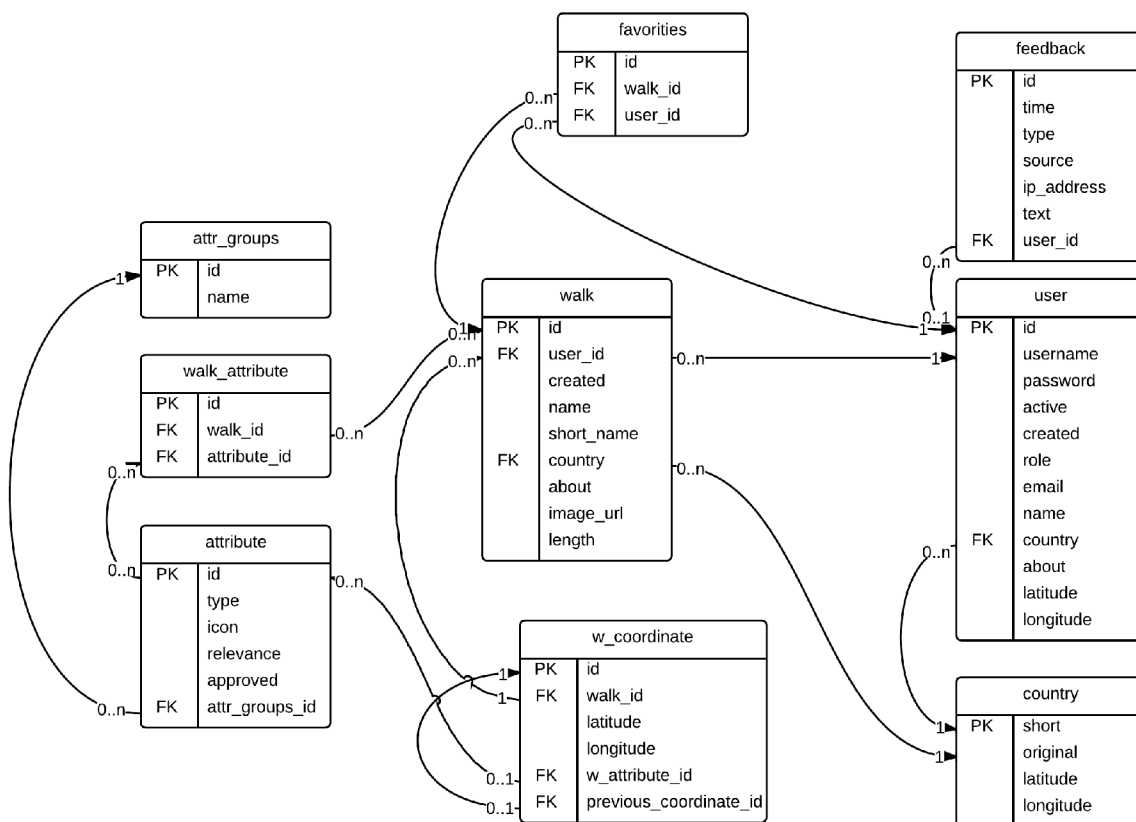 favorities
PK id
FK walk_id
FK user_id
0..n
0..n
feedback
PK id
time
type
source
ip_address
text
FK user_id
0..n
0..1
attr_groups
PK id
name
1
walk_attribute
PK id
FK walk_id
FK attribute_id
0..n
0..n
attribute
PK id
type
icon
relevance
approved
FK attr_groups_id
0..n
0..n
0..n
walk
PK id
FK user_id
created
name
short_name
FK country
about
image_url
length
1
0..n
0..n
0..n
0..n
user
PK id
username
password
active
created
role
email
name
FK country
about
latitude
longitude
1
1
0..n
w_coordinate
PK id
FK walk_id
latitude
longitude
FK w_attribute_id
FK previous_coordinate_id
1
1
0..1
0..1
country
PK short
original
latitude
longitude
1
1